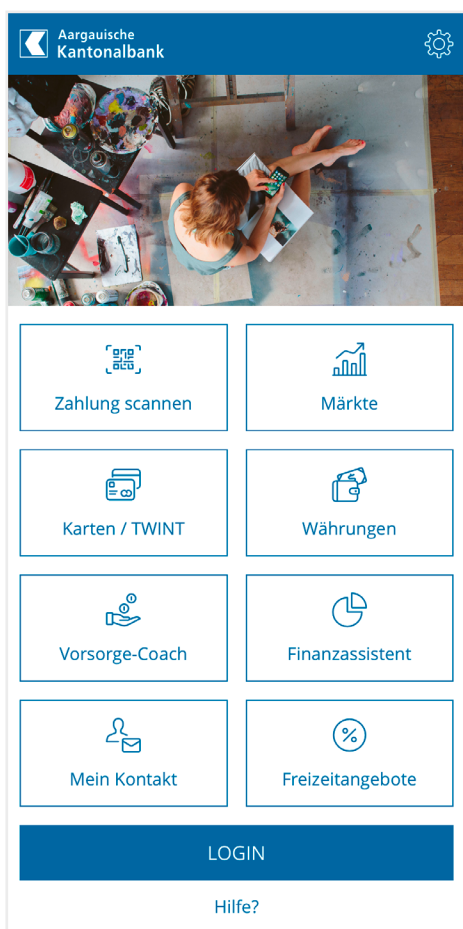 Aargauische
Kantonalbank
Zahlung scannen
Märkte
Karten / TWINT
Währungen
Vorsorge-Coach
Finanzassistent
Mein Kontakt
Freizeitangebote
LOGIN
Hilfe?